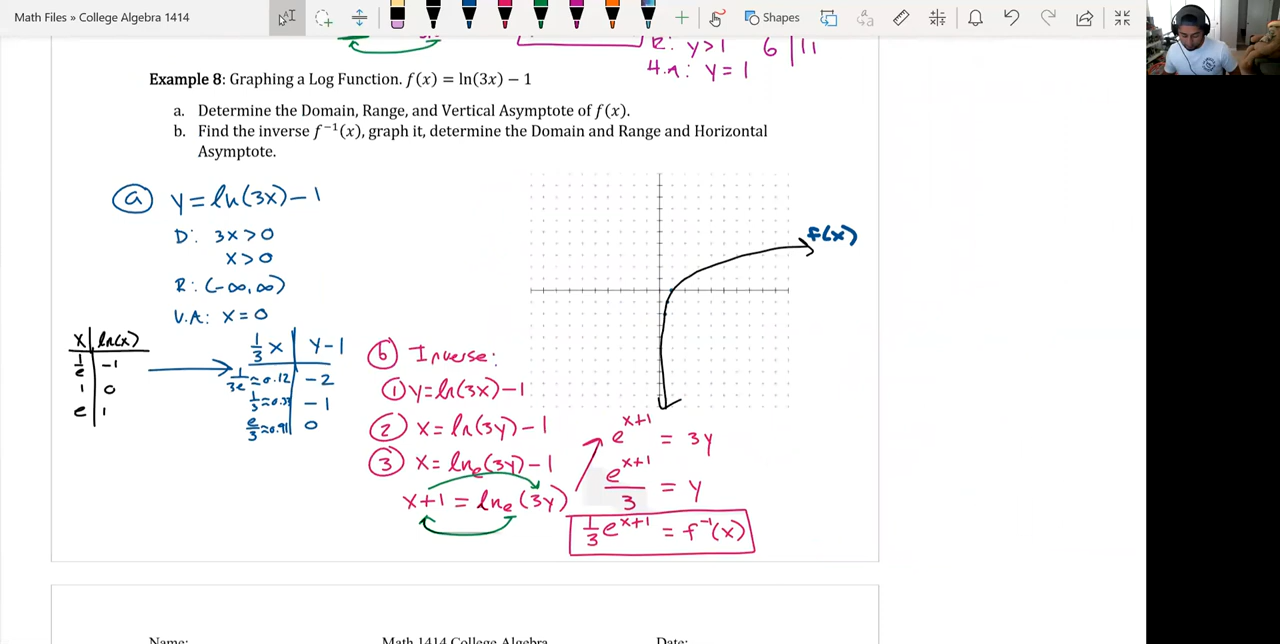 Math Files » College Algebra 1414
Shapes
R: y>1 6 | 11
H.A: y = 1
Example 8: Graphing a Log Function. f(x) = ln(3x) − 1
a. Determine the Domain, Range, and Vertical Asymptote of f(x).
b. Find the inverse f⁻¹(x), graph it, determine the Domain and Range and Horizontal
Asymptote.
ⓐ y = ln(3x) − 1
D: 3x > 0
x > 0
R: (-∞, ∞)
V.A: x = 0
x | ln(x)
1/e | -1
1 | 0
e | 1
1/3 x | y-1
1/3e ≈ 0.12 | -2
1/3 ≈ 0.33 | -1
e/3 ≈ 0.91 | 0
f(x)
ⓑ Inverse:
① y = ln(3x) − 1
② x = ln(3y) − 1
③ x = lnₑ(3y) − 1
x+1 = lnₑ(3y)
e^(x+1) = 3y
e^(x+1)/3 = y
1/3 e^(x+1) = f⁻¹(x)
Name:
Math 1414 College Algebra
Date: